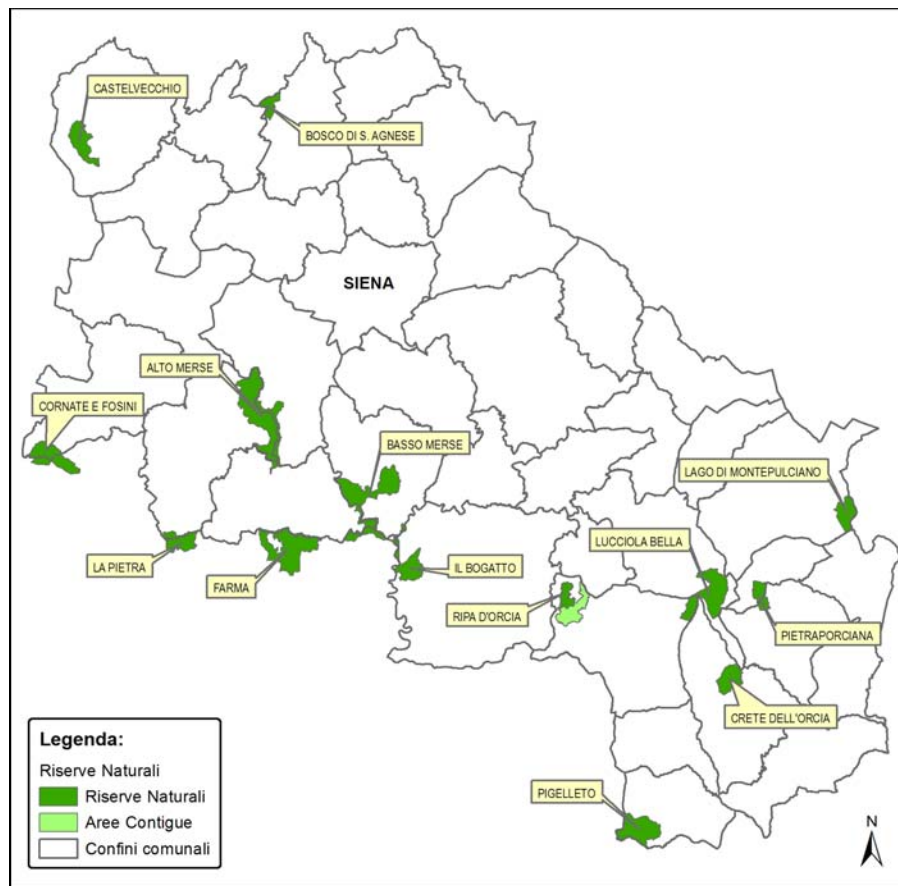 CASTELVECCHIO
BOSCO DI S. AGNESE
SIENA
ALTO MERSE
CORNATE E FOSINI
BASSO MERSE
LAGO DI MONTEPULCIANO
LUCCIOLA BELLA
LA PIETRA
FARMA
IL BOGATTO
RIPA D'ORCIA
PIETRAPORCIANA
CRETE DELL'ORCIA
PIGELLETO
Legenda:
Riserve Naturali
Riserve Naturali
Aree Contigue
Confini comunali
N